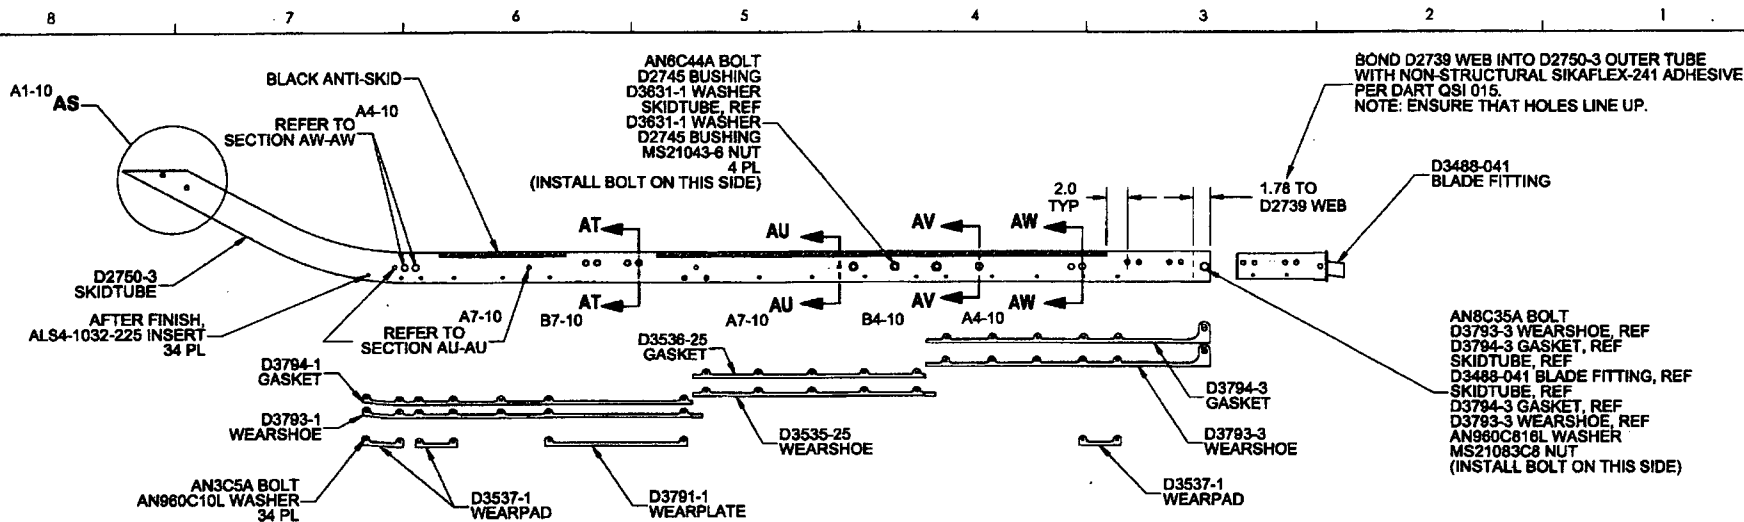 8 7 6 5 4 3 2 1
A1-10
AS
BLACK ANTI-SKID
A4-10
REFER TO
SECTION AW-AW
AN6C44A BOLT
D2745 BUSHING
D3631-1 WASHER
SKIDTUBE, REF
D3631-1 WASHER
D2745 BUSHING
MS21043-6 NUT
4 PL
(INSTALL BOLT ON THIS SIDE)
BOND D2739 WEB INTO D2750-3 OUTER TUBE
WITH NON-STRUCTURAL SIKAFLEX-241 ADHESIVE
PER DART QSI 015.
NOTE: ENSURE THAT HOLES LINE UP.
2.0
TYP
1.78 TO
D2739 WEB
D3488-041
BLADE FITTING
AT
AU
AV
AW
D2750-3
SKIDTUBE
AFTER FINISH,
ALS4-1032-225 INSERT
34 PL
AT
AU
AV
AW
A7-10
B7-10
A7-10
B4-10
A4-10
REFER TO
SECTION AU-AU
D3794-1
GASKET
D3793-1
WEARSHOE
AN3C5A BOLT
AN960C10L WASHER
34 PL
D3537-1
WEARPAD
D3791-1
WEARPLATE
D3536-25
GASKET
D3535-25
WEARSHOE
D3794-3
GASKET
D3793-3
WEARSHOE
D3537-1
WEARPAD
AN8C35A BOLT
D3793-3 WEARSHOE, REF
D3794-3 GASKET, REF
SKIDTUBE, REF
D3488-041 BLADE FITTING, REF
SKIDTUBE, REF
D3794-3 GASKET, REF
D3793-3 WEARSHOE, REF
AN960C816L WASHER
MS21083C8 NUT
(INSTALL BOLT ON THIS SIDE)